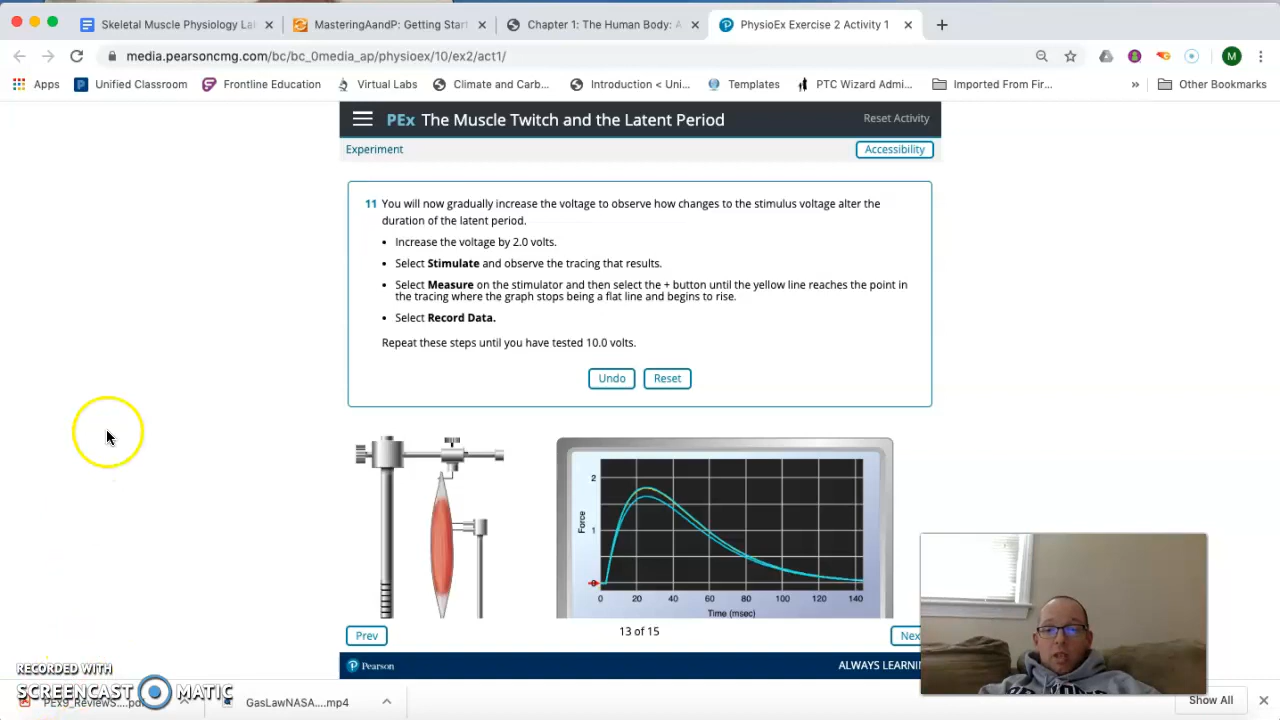 Skeletal Muscle Physiology La
MasteringAandP: Getting Star
Chapter 1: The Human Body: A
PhysioEx Exercise 2 Activity 1
media.pearsoncmg.com/bc/bc_0media_ap/physioex/10/ex2/act1/
M
Apps Unified Classroom Frontline Education Virtual Labs Climate and Carb... Introduction < Uni... Templates PTC Wizard Admi... Imported From Fir... » Other Bookmarks
PEx The Muscle Twitch and the Latent Period Reset Activity
Experiment Accessibility
11 You will now gradually increase the voltage to observe how changes to the stimulus voltage alter the
duration of the latent period.
• Increase the voltage by 2.0 volts.
• Select Stimulate and observe the tracing that results.
• Select Measure on the stimulator and then select the + button until the yellow line reaches the point in
the tracing where the graph stops being a flat line and begins to rise.
• Select Record Data.
Repeat these steps until you have tested 10.0 volts.
Undo Reset
2
1
0
Force
0 20 40 60 80 100 120 140
Time (msec)
Prev 13 of 15 Nex
Pearson ALWAYS LEARNIN
RECORDED WITH
SCREENCAST MATIC
PEx9_ReviewS....pdf GasLawNASA....mp4 Show All